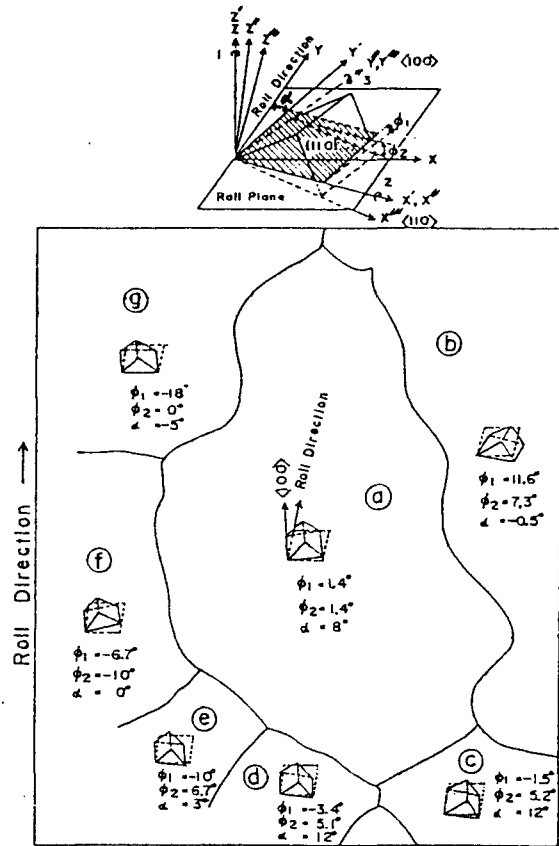 Z' Z" Z'''
Z
1
Roll Direction
Y
Y'
Y", Y''' ⟨100⟩
3
α
ϕ1
{110}
ϕ2
X
2
X', X"
X''' ⟨110⟩
Roll Plane
g
ϕ1 = -18°
ϕ2 = 0°
α = -5°
b
ϕ1 = 11.6°
ϕ2 = 7.3°
α = -0.5°
Roll Direction →
⟨100⟩
Roll Direction
a
ϕ1 = 1.4°
ϕ2 = 1.4°
α = 8°
f
ϕ1 = -6.7°
ϕ2 = -10°
α = 0°
e
ϕ1 = -10°
ϕ2 = 6.7°
α = 3°
d
ϕ1 = -3.4°
ϕ2 = 5.1°
α = 12°
c
ϕ1 = -1.5°
ϕ2 = 5.2°
α = 12°